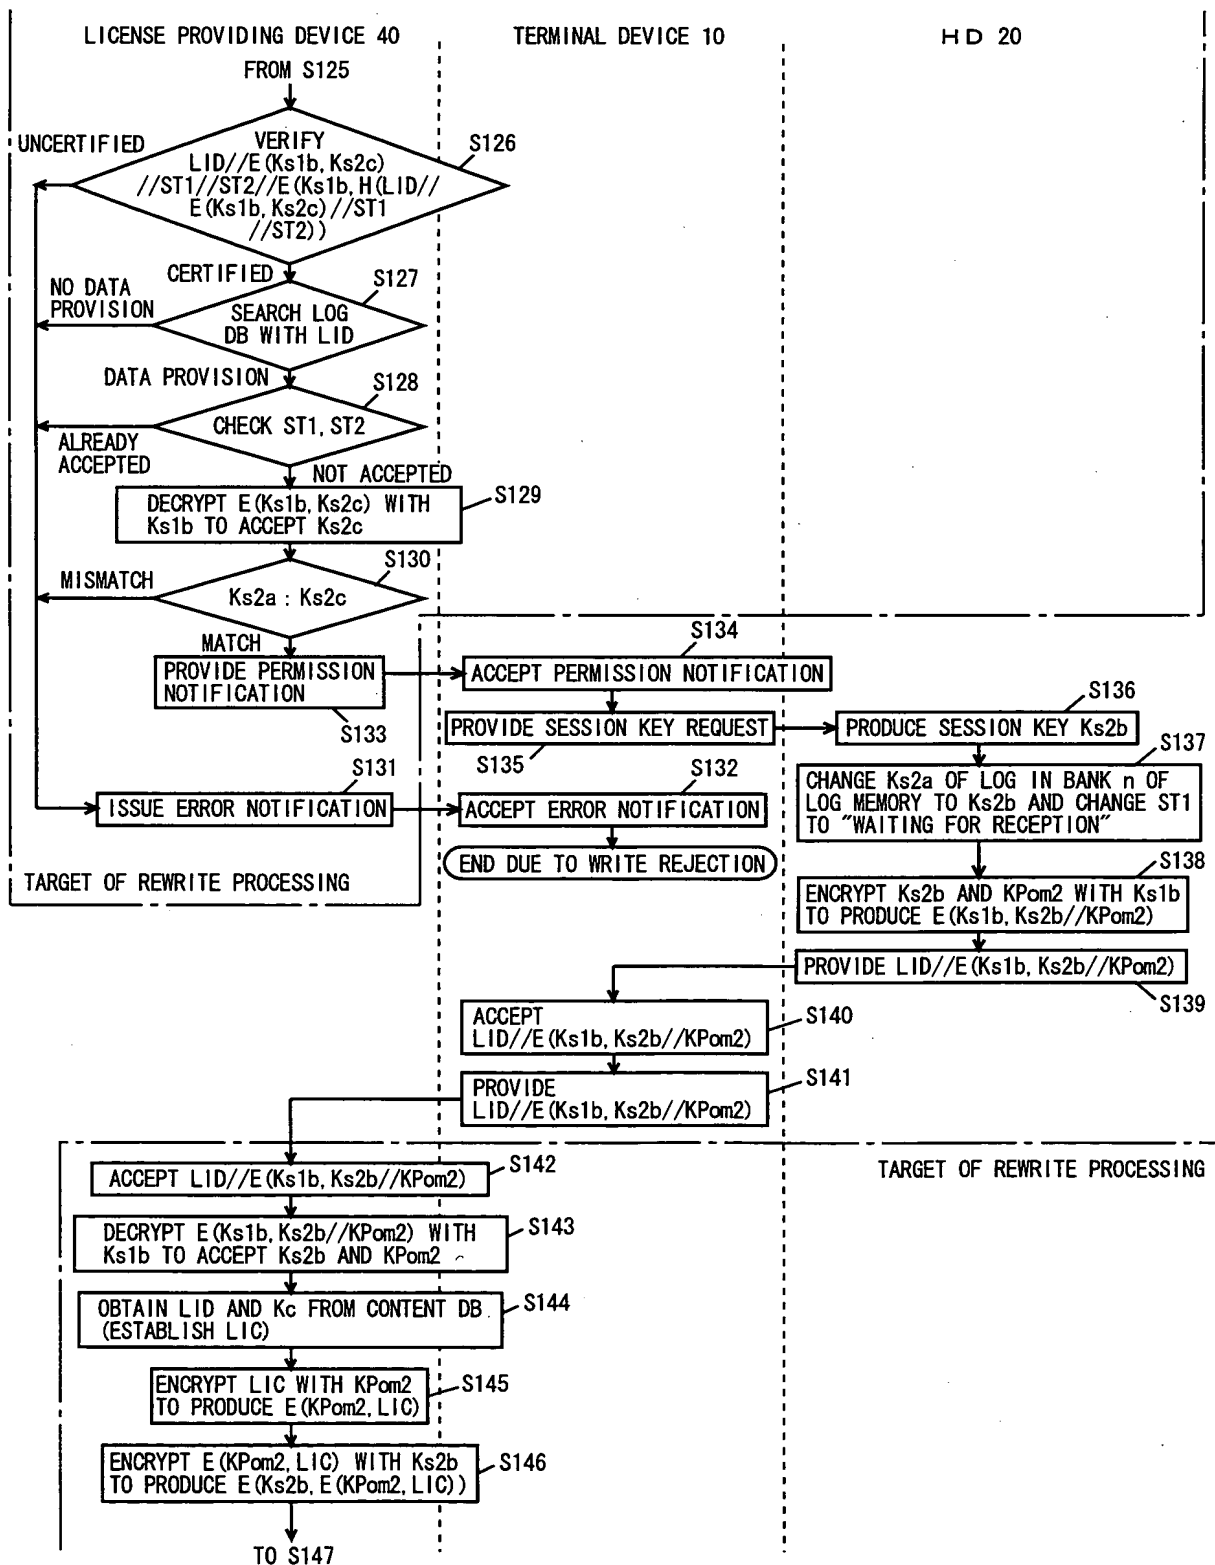 LICENSE PROVIDING DEVICE 40
TERMINAL DEVICE 10
HD 20
FROM S125
UNCERTIFIED
VERIFY
LID//E(Ks1b, Ks2c)
//ST1//ST2//E(Ks1b, H(LID//
E(Ks1b, Ks2c)//ST1
//ST2))
S126
CERTIFIED
S127
NO DATA
PROVISION
SEARCH LOG
DB WITH LID
DATA PROVISION
S128
CHECK ST1, ST2
ALREADY
ACCEPTED
NOT ACCEPTED
DECRYPT E(Ks1b, Ks2c) WITH
Ks1b TO ACCEPT Ks2c
S129
S130
MISMATCH
Ks2a : Ks2c
MATCH
PROVIDE PERMISSION
NOTIFICATION
S133
S134
ACCEPT PERMISSION NOTIFICATION
PROVIDE SESSION KEY REQUEST
S135
S136
PRODUCE SESSION KEY Ks2b
S137
CHANGE Ks2a OF LOG IN BANK n OF
LOG MEMORY TO Ks2b AND CHANGE ST1
TO "WAITING FOR RECEPTION"
S131
ISSUE ERROR NOTIFICATION
S132
ACCEPT ERROR NOTIFICATION
END DUE TO WRITE REJECTION
TARGET OF REWRITE PROCESSING
S138
ENCRYPT Ks2b AND KPom2 WITH Ks1b
TO PRODUCE E(Ks1b, Ks2b//KPom2)
PROVIDE LID//E(Ks1b, Ks2b//KPom2)
S139
ACCEPT
LID//E(Ks1b, Ks2b//KPom2)
S140
PROVIDE
LID//E(Ks1b, Ks2b//KPom2)
S141
TARGET OF REWRITE PROCESSING
ACCEPT LID//E(Ks1b, Ks2b//KPom2)
S142
DECRYPT E(Ks1b, Ks2b//KPom2) WITH
Ks1b TO ACCEPT Ks2b AND KPom2
S143
OBTAIN LID AND Kc FROM CONTENT DB
(ESTABLISH LIC)
S144
ENCRYPT LIC WITH KPom2
TO PRODUCE E(KPom2, LIC)
S145
ENCRYPT E(KPom2, LIC) WITH Ks2b
TO PRODUCE E(Ks2b, E(KPom2, LIC))
S146
TO S147